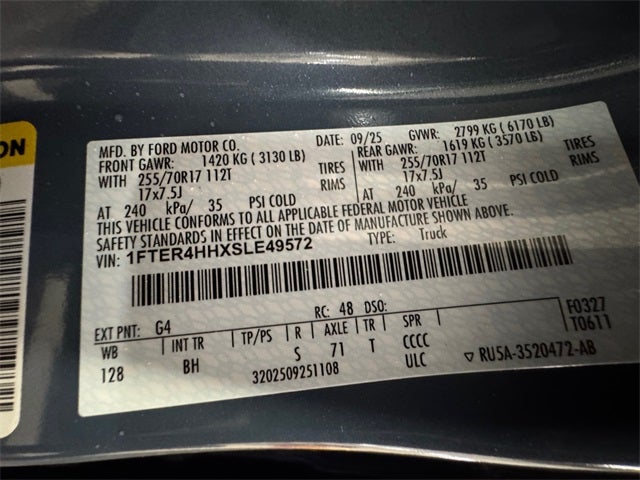 ON
MFD. BY FORD MOTOR CO. DATE: 09/25 GVWR: 2799 KG (6170 LB)
FRONT GAWR: 1420 KG (3130 LB) REAR GAWR: 1619 KG (3570 LB)
WITH 255/70R17 112T TIRES WITH 255/70R17 112T TIRES
17x7.5J RIMS 17x7.5J RIMS
AT 240 kPa/ 35 PSI COLD AT 240 kPa/ 35 PSI COLD
THIS VEHICLE CONFORMS TO ALL APPLICABLE FEDERAL MOTOR VEHICLE
SAFETY STANDARDS IN EFFECT ON THE DATE OF MANUFACTURE SHOWN ABOVE.
VIN: 1FTER4HHXSLE49572 TYPE: Truck
EXT PNT: G4 RC: 48 DSO: F0327
WB INT TR TP/PS R AXLE TR SPR T0611
128 BH S 71 T CCCC
3202509251108 ULC ▽ RU5A-3520472-AB